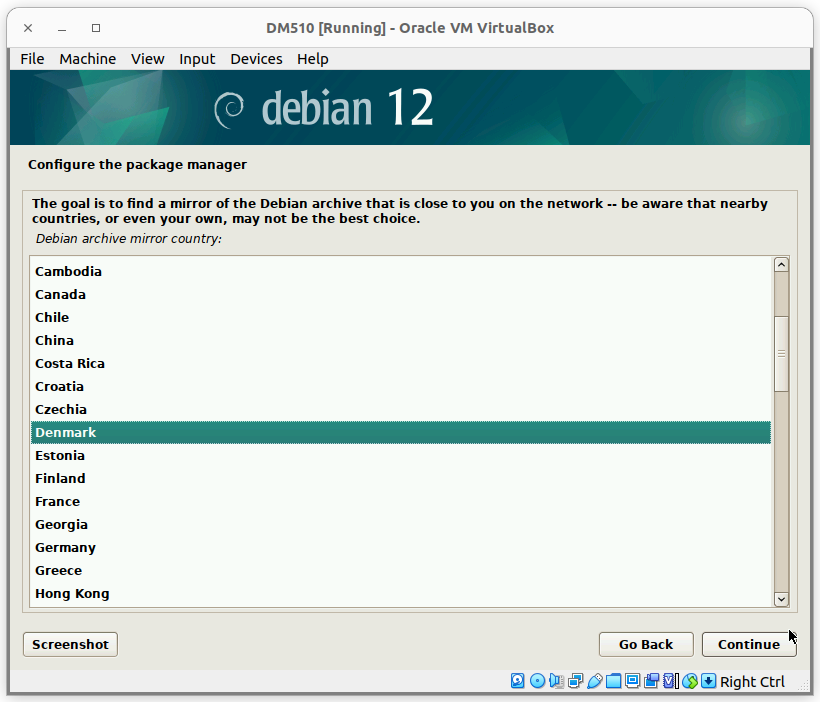 DM510 [Running] - Oracle VM VirtualBox
File Machine View Input Devices Help
debian 12
Configure the package manager
The goal is to find a mirror of the Debian archive that is close to you on the network -- be aware that nearby
countries, or even your own, may not be the best choice.
Debian archive mirror country:
Cambodia
Canada
Chile
China
Costa Rica
Croatia
Czechia
Denmark
Estonia
Finland
France
Georgia
Germany
Greece
Hong Kong
Screenshot Go Back Continue
Right Ctrl